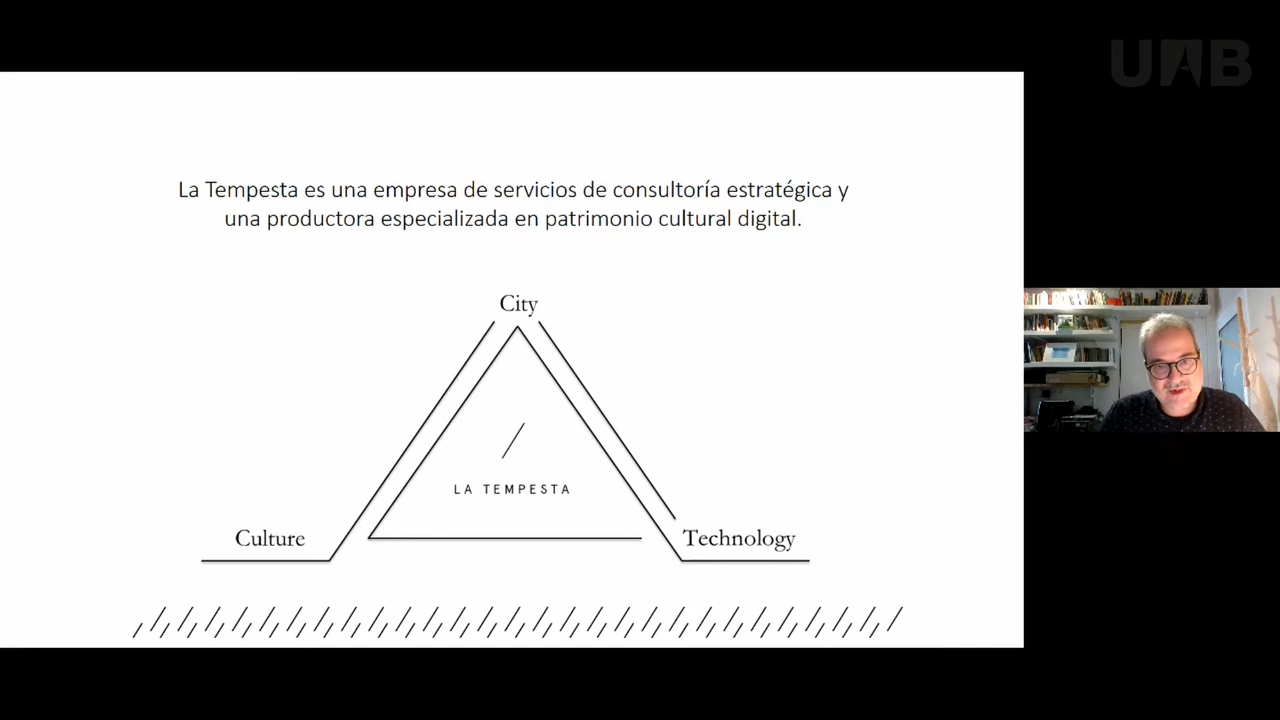 UAB
La Tempesta es una empresa de servicios de consultoría estratégica y
una productora especializada en patrimonio cultural digital.
City
LA TEMPESTA
Culture
Technology